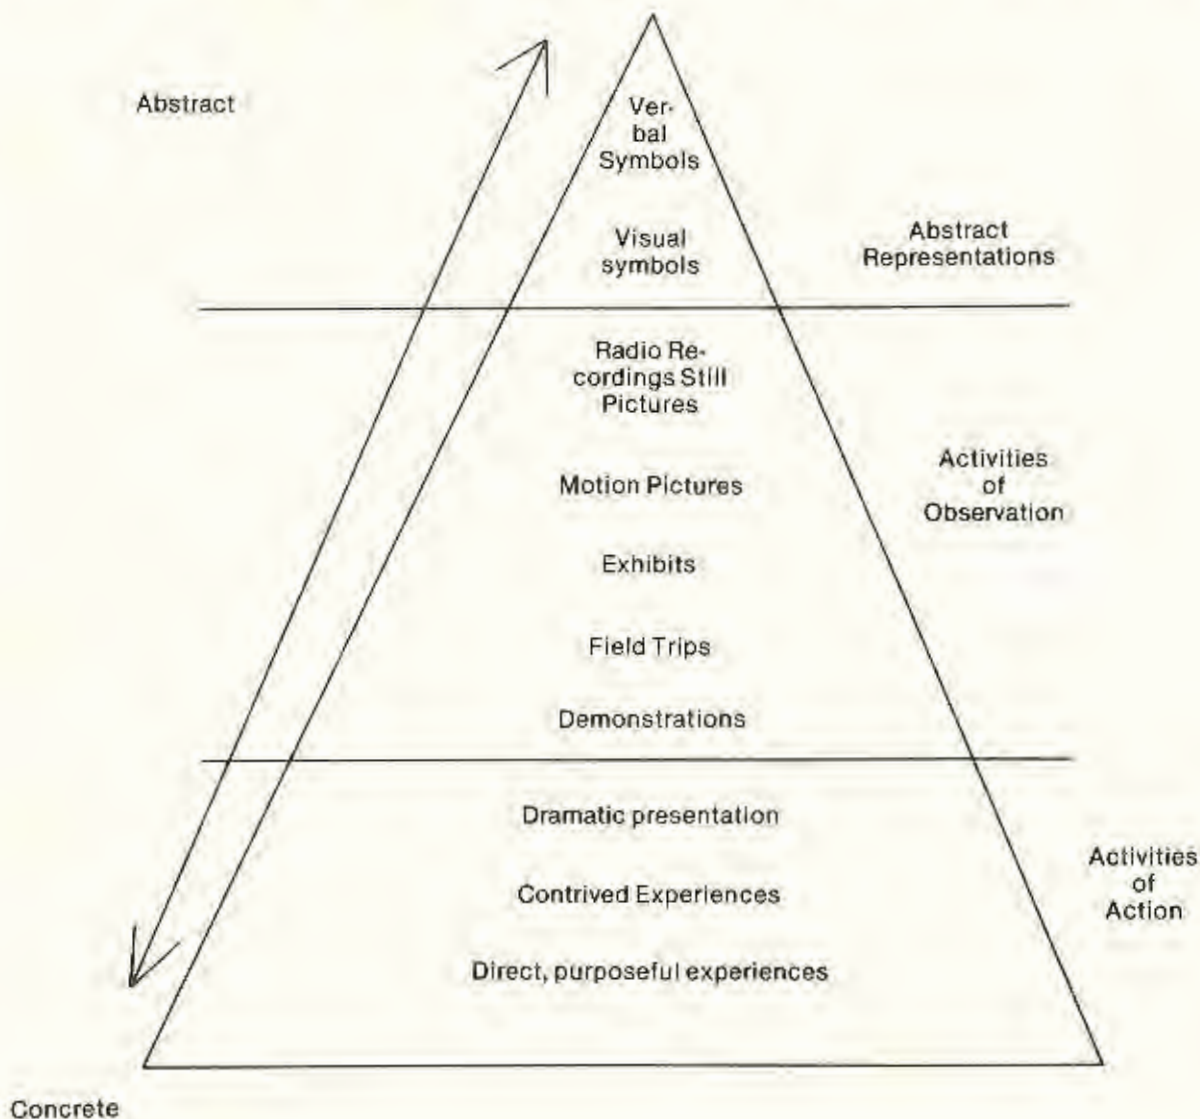 Abstract
Ver-
bal
Symbols
Visual
symbols
Abstract
Representations
Radio Re-
cordings Still
Pictures
Motion Pictures
Activities
of
Observation
Exhibits
Field Trips
Demonstrations
Dramatic presentation
Contrived Experiences
Direct, purposeful experiences
Activities
of
Action
Concrete